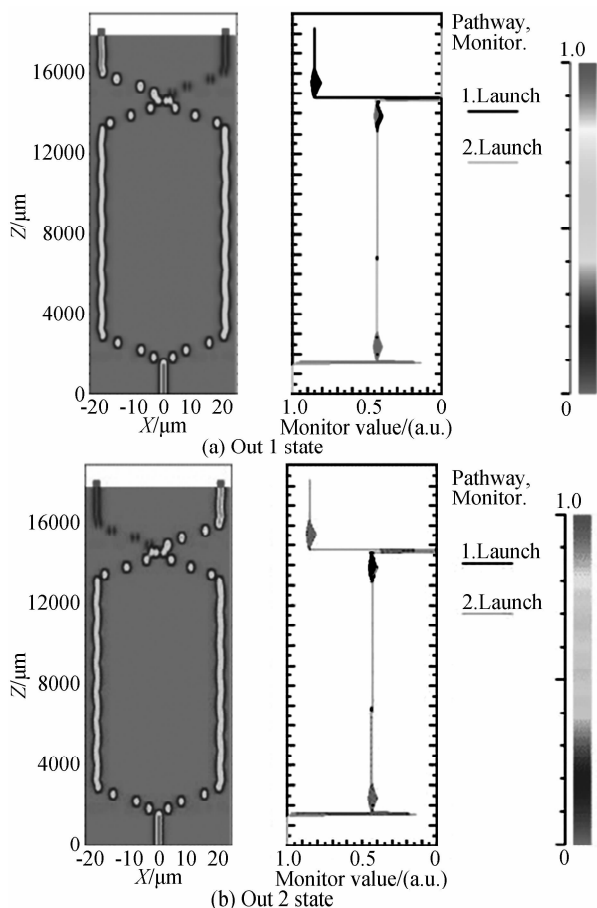 Pathway,
Monitor.
1.0
16000
1.Launch
12000
2.Launch
Z/μm
8000
4000
0
-20 -10 0 10 20
X/μm
1.0 0.5 0
Monitor value/(a.u.)
0
(a) Out 1 state
Pathway,
Monitor.
1.0
16000
1.Launch
12000
2.Launch
Z/μm
8000
4000
0
-20 -10 0 10 20
X/μm
1.0 0.5 0
Monitor value/(a.u.)
0
(b) Out 2 state